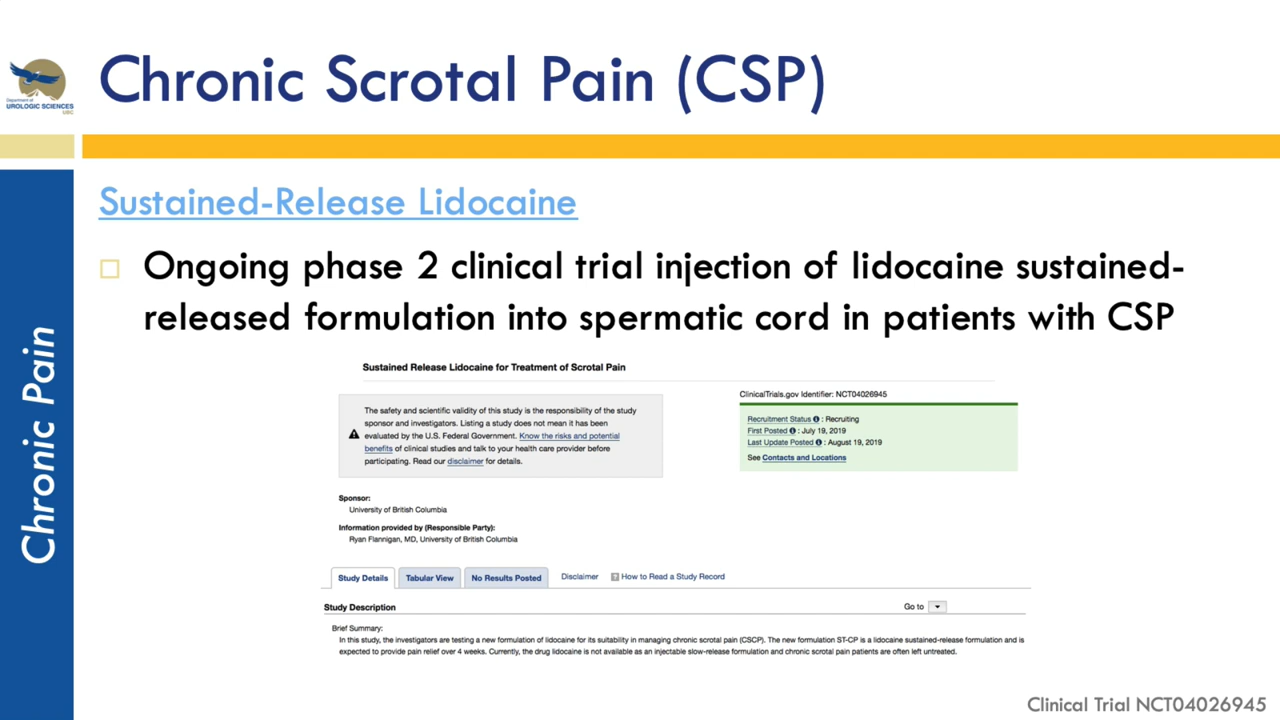 Chronic Scrotal Pain (CSP)
Department of
UROLOGIC SCIENCES
UBC
Chronic Pain
Sustained-Release Lidocaine
Ongoing phase 2 clinical trial injection of lidocaine sustained-
released formulation into spermatic cord in patients with CSP
Sustained Release Lidocaine for Treatment of Scrotal Pain
The safety and scientific validity of this study is the responsibility of the study
sponsor and investigators. Listing a study does not mean it has been
evaluated by the U.S. Federal Government. Know the risks and potential
benefits of clinical studies and talk to your health care provider before
participating. Read our disclaimer for details.
ClinicalTrials.gov Identifier: NCT04026945
Recruitment Status : Recruiting
First Posted : July 19, 2019
Last Update Posted : August 19, 2019
See Contacts and Locations
Sponsor:
University of British Columbia
Information provided by (Responsible Party):
Ryan Flannigan, MD, University of British Columbia
Study Details Tabular View No Results Posted Disclaimer ? How to Read a Study Record
Study Description Go to
Brief Summary:
In this study, the investigators are testing a new formulation of lidocaine for its suitability in managing chronic scrotal pain (CSCP). The new formulation ST-CP is a lidocaine sustained-release formulation and is
expected to provide pain relief over 4 weeks. Currently, the drug lidocaine is not available as an injectable slow-release formulation and chronic scrotal pain patients are often left untreated.
Clinical Trial NCT04026945